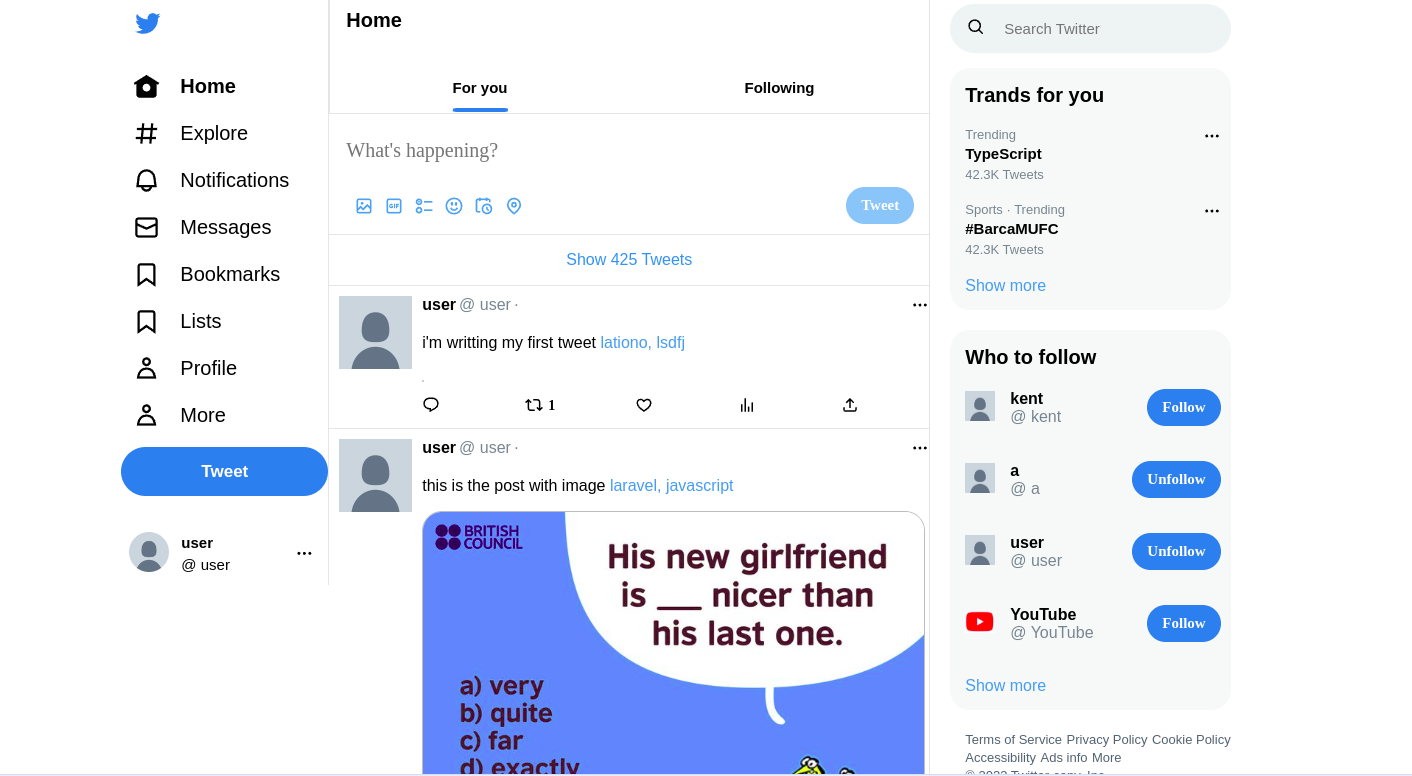 Home
Explore
Notifications
Messages
Bookmarks
Lists
Profile
More
Tweet
user
@ user
Home
For you
Following
What's happening?
GIF
Tweet
Show 425 Tweets
user @ user ·
i'm writting my first tweet lationo, lsdfj
.
1
user @ user ·
this is the post with image laravel, javascript
BRITISH
COUNCIL
His new girlfriend
is ___ nicer than
his last one.
a) very
b) quite
c) far
d) exactly
Search Twitter
Trands for you
Trending
TypeScript
42.3K Tweets
Sports · Trending
#BarcaMUFC
42.3K Tweets
Show more
Who to follow
kent
@ kent
Follow
a
@ a
Unfollow
user
@ user
Unfollow
YouTube
@ YouTube
Follow
Show more
Terms of Service Privacy Policy Cookie Policy
Accessibility Ads info More